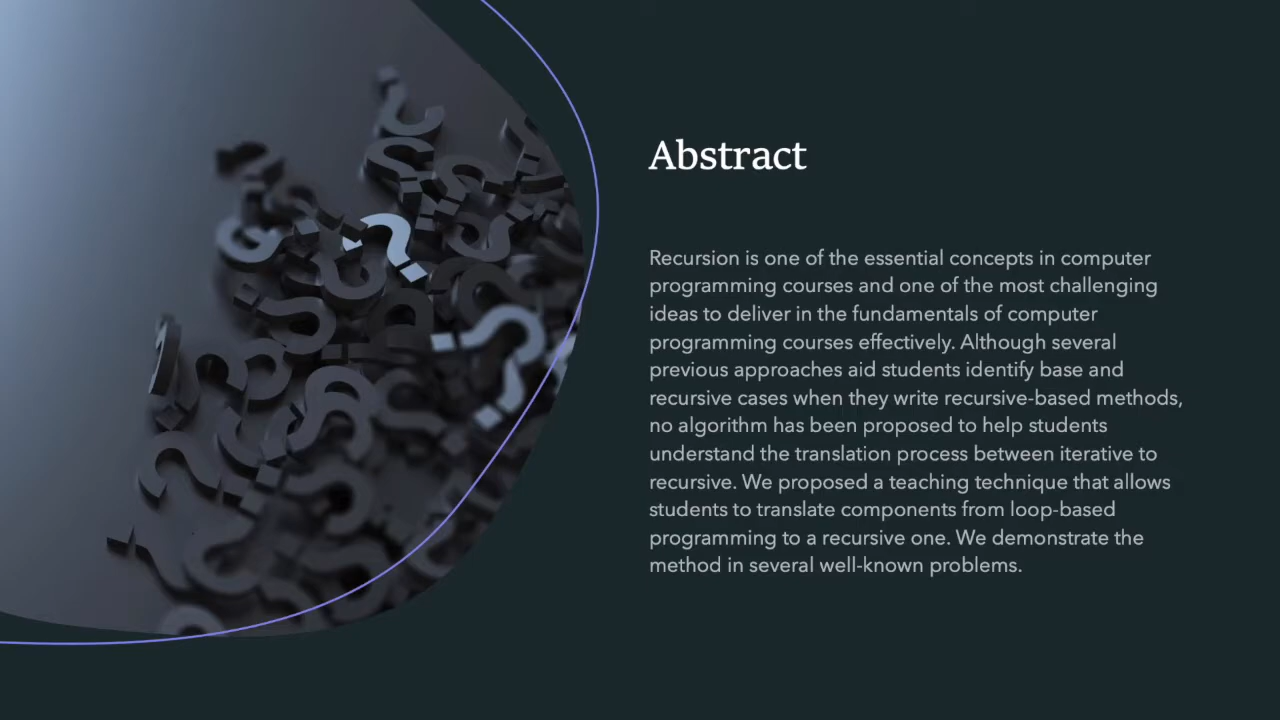 Abstract
Recursion is one of the essential concepts in computer
programming courses and one of the most challenging
ideas to deliver in the fundamentals of computer
programming courses effectively. Although several
previous approaches aid students identify base and
recursive cases when they write recursive-based methods,
no algorithm has been proposed to help students
understand the translation process between iterative to
recursive. We proposed a teaching technique that allows
students to translate components from loop-based
programming to a recursive one. We demonstrate the
method in several well-known problems.